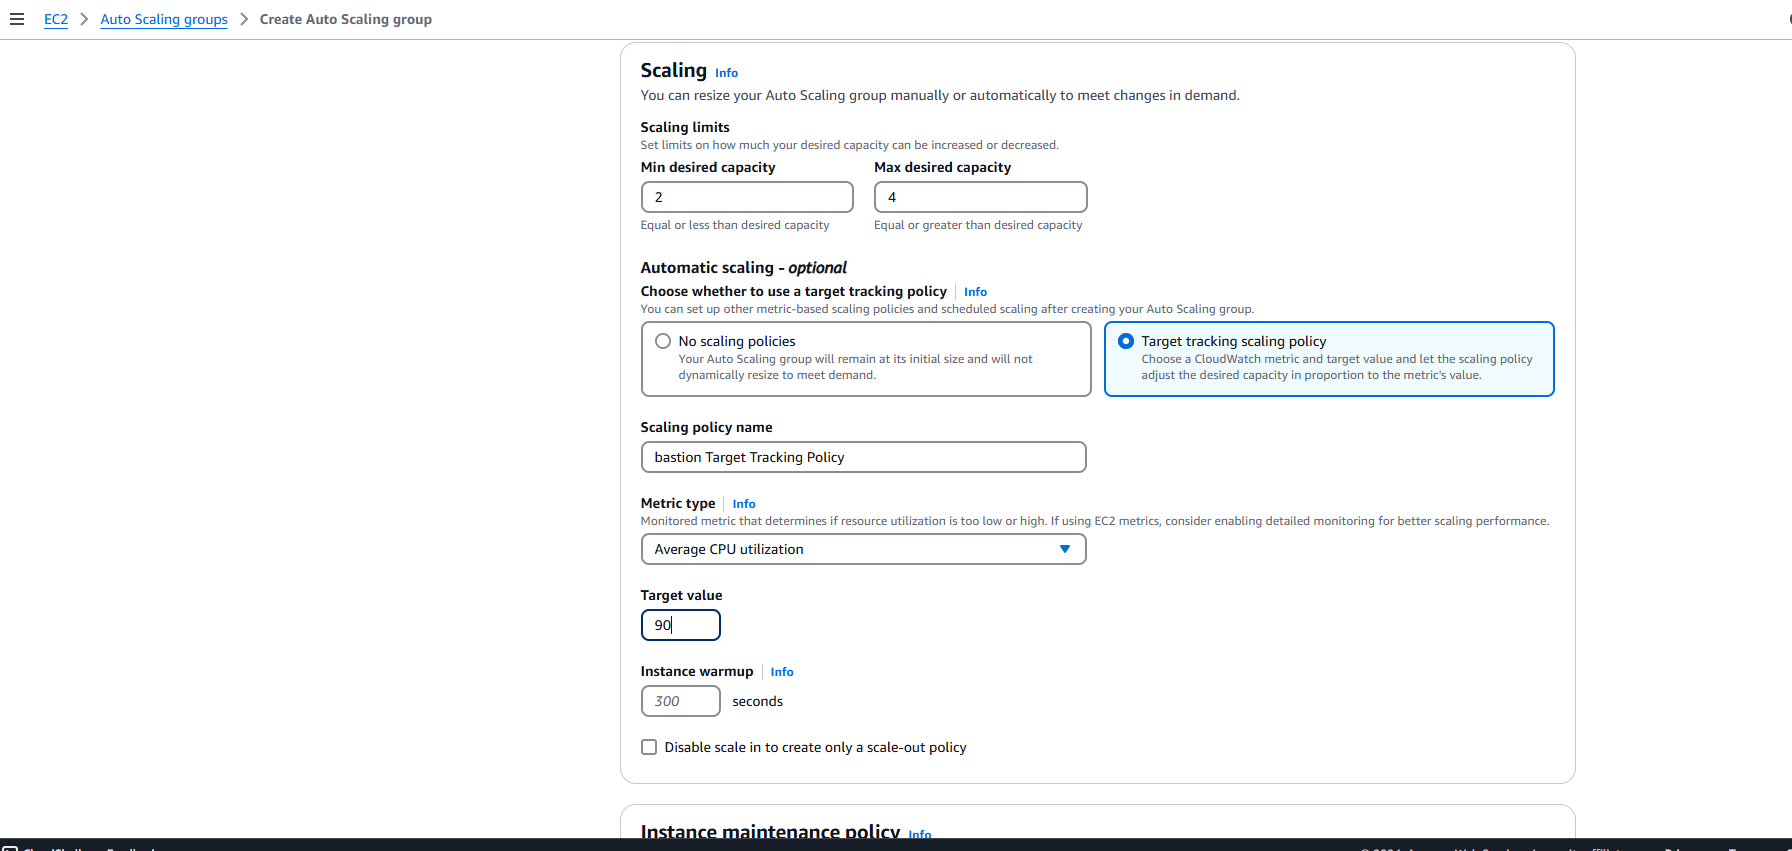 EC2 > Auto Scaling groups > Create Auto Scaling group
Scaling Info
You can resize your Auto Scaling group manually or automatically to meet changes in demand.
Scaling limits
Set limits on how much your desired capacity can be increased or decreased.
Min desired capacity
Max desired capacity
2
4
Equal or less than desired capacity
Equal or greater than desired capacity
Automatic scaling - optional
Choose whether to use a target tracking policy Info
You can set up other metric-based scaling policies and scheduled scaling after creating your Auto Scaling group.
No scaling policies
Your Auto Scaling group will remain at its initial size and will not
dynamically resize to meet demand.
Target tracking scaling policy
Choose a CloudWatch metric and target value and let the scaling policy
adjust the desired capacity in proportion to the metric's value.
Scaling policy name
bastion Target Tracking Policy
Metric type Info
Monitored metric that determines if resource utilization is too low or high. If using EC2 metrics, consider enabling detailed monitoring for better scaling performance.
Average CPU utilization
Target value
90
Instance warmup Info
300 seconds
Disable scale in to create only a scale-out policy
Instance maintenance policy Info